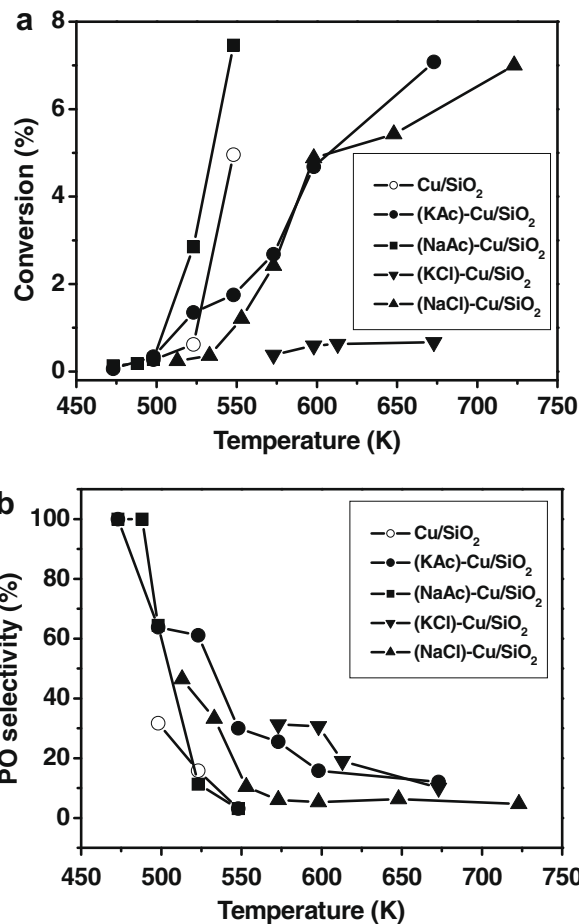 a
8
6
4
2
0
Conversion (%)
Cu/SiO₂
(KAc)-Cu/SiO₂
(NaAc)-Cu/SiO₂
(KCl)-Cu/SiO₂
(NaCl)-Cu/SiO₂
450 500 550 600 650 700 750
Temperature (K)
b
100
80
60
40
20
0
PO selectivity (%)
Cu/SiO₂
(KAc)-Cu/SiO₂
(NaAc)-Cu/SiO₂
(KCl)-Cu/SiO₂
(NaCl)-Cu/SiO₂
450 500 550 600 650 700 750
Temperature (K)